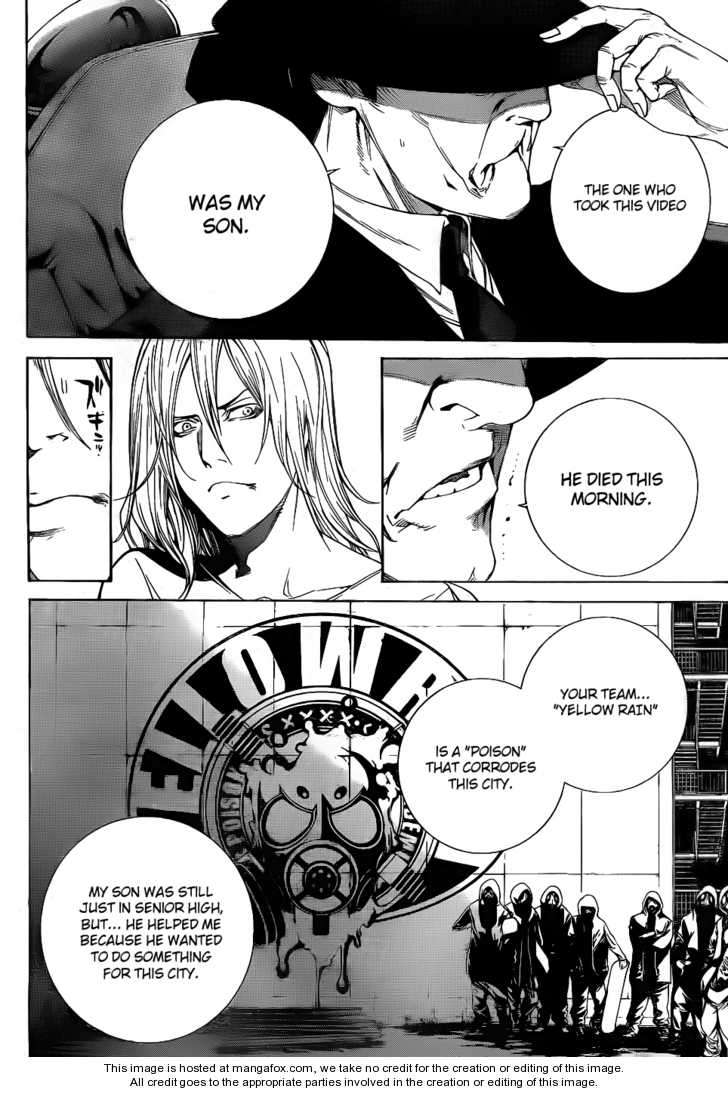 THE ONE WHO
TOOK THIS VIDEO
WAS MY
SON.
HE DIED THIS
MORNING.
ズキンッ
YOUR TEAM...
"YELLOW RAIN"
IS A "POISON"
THAT CORRODES
THIS CITY.
ELLOWR
MY SON WAS STILL
JUST IN SENIOR HIGH,
BUT... HE HELPED ME
BECAUSE HE WANTED
TO DO SOMETHING
FOR THIS CITY.
This image is hosted at mangafox.com, we take no credit for the creation or editing of this image.
All credit goes to the appropriate parties involved in the creation or editing of this image.